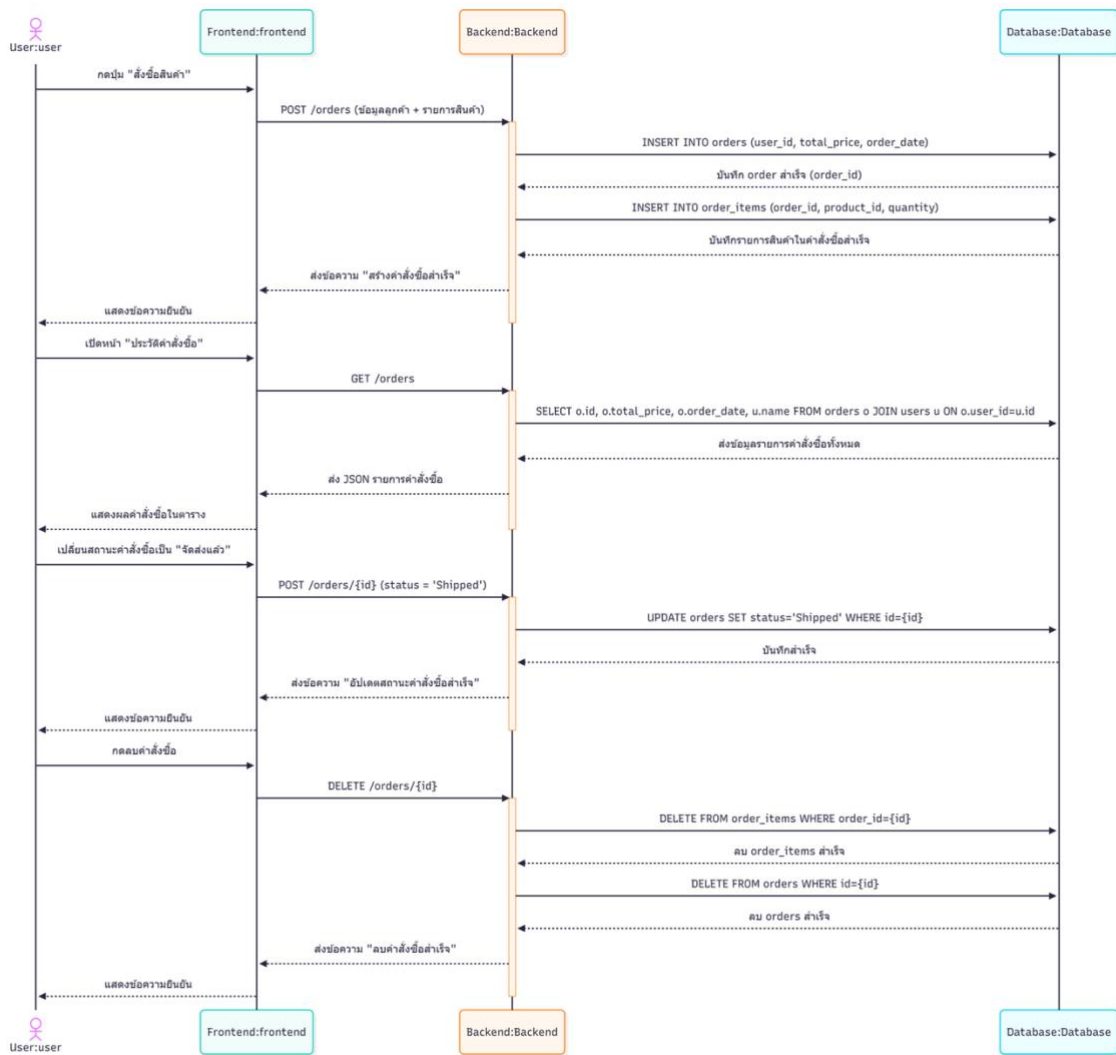 User:user
Frontend:frontend
Backend:Backend
Database:Database
กดปุ่ม "สั่งซื้อสินค้า"
POST /orders (ข้อมูลลูกค้า + รายการสินค้า)
INSERT INTO orders (user_id, total_price, order_date)
บันทึก order สำเร็จ (order_id)
INSERT INTO order_items (order_id, product_id, quantity)
บันทึกรายการสินค้าในคำสั่งซื้อสำเร็จ
ส่งข้อความ "สร้างคำสั่งซื้อสำเร็จ"
แสดงข้อความยืนยัน
เปิดหน้า "ประวัติคำสั่งซื้อ"
GET /orders
SELECT o.id, o.total_price, o.order_date, u.name FROM orders o JOIN users u ON o.user_id=u.id
ส่งข้อมูลรายการคำสั่งซื้อทั้งหมด
ส่ง JSON รายการคำสั่งซื้อ
แสดงผลคำสั่งซื้อในตาราง
เปลี่ยนสถานะคำสั่งซื้อเป็น "จัดส่งแล้ว"
POST /orders/{id} (status = 'Shipped')
UPDATE orders SET status='Shipped' WHERE id={id}
บันทึกสำเร็จ
ส่งข้อความ "อัปเดตสถานะคำสั่งซื้อสำเร็จ"
แสดงข้อความยืนยัน
กดลบคำสั่งซื้อ
DELETE /orders/{id}
DELETE FROM order_items WHERE order_id={id}
ลบ order_items สำเร็จ
DELETE FROM orders WHERE id={id}
ลบ orders สำเร็จ
ส่งข้อความ "ลบคำสั่งซื้อสำเร็จ"
แสดงข้อความยืนยัน
User:user
Frontend:frontend
Backend:Backend
Database:Database